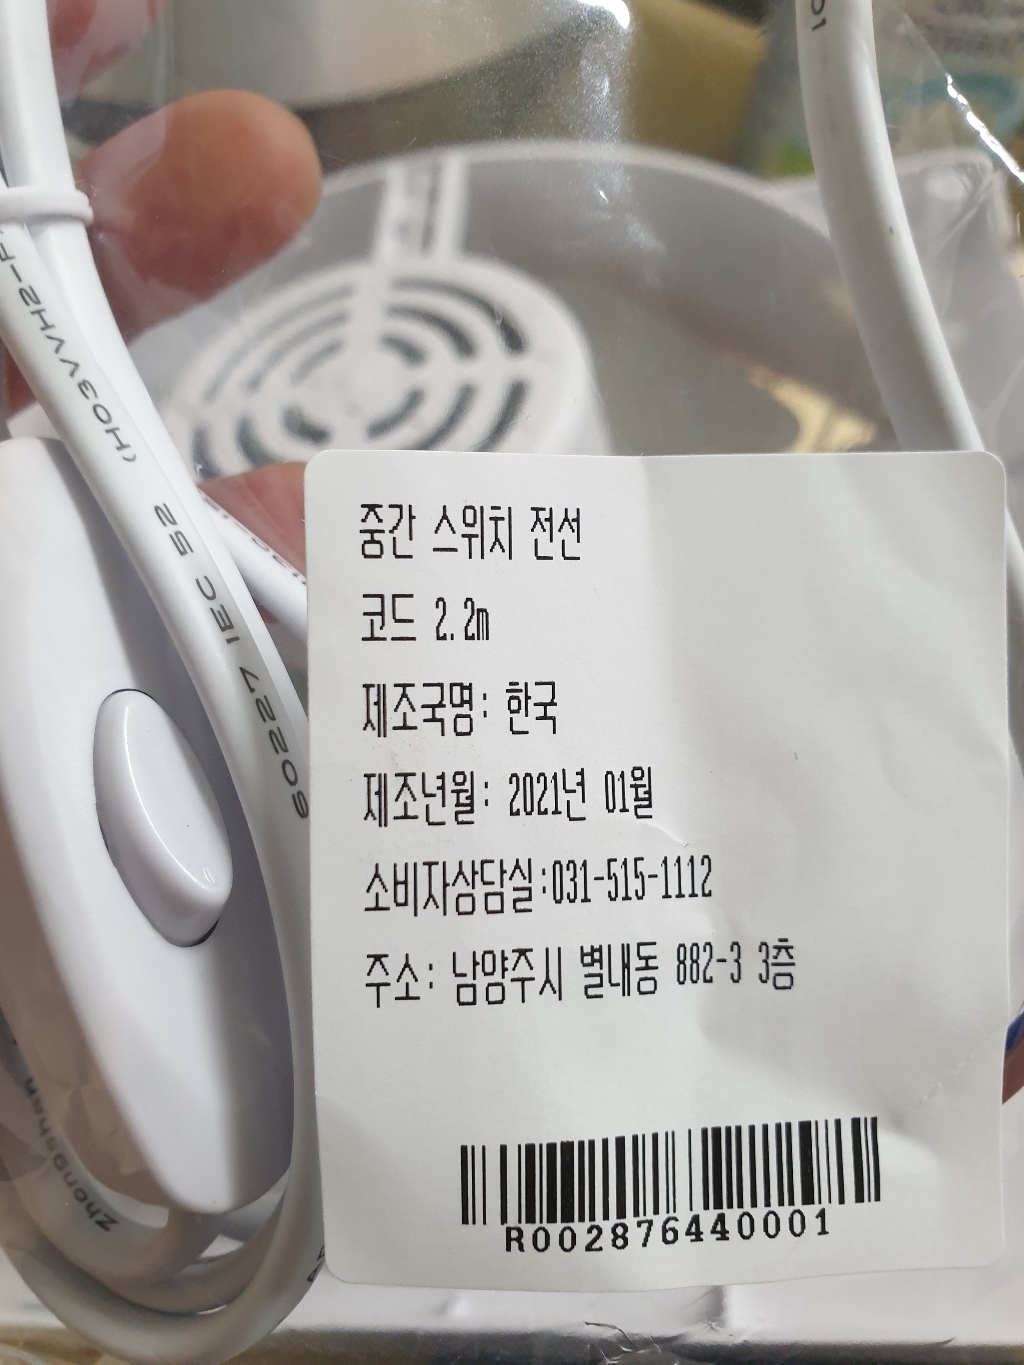 중간 스위치 전선
코드 2.2m
제조국명: 한국
제조년월: 2021년 01월
소비자상담실:031-515-1112
주소: 남양주시 별내동 882-3 3층
R002876440001
60227 IEC 52 (H03VVH2-F
Zhongshan